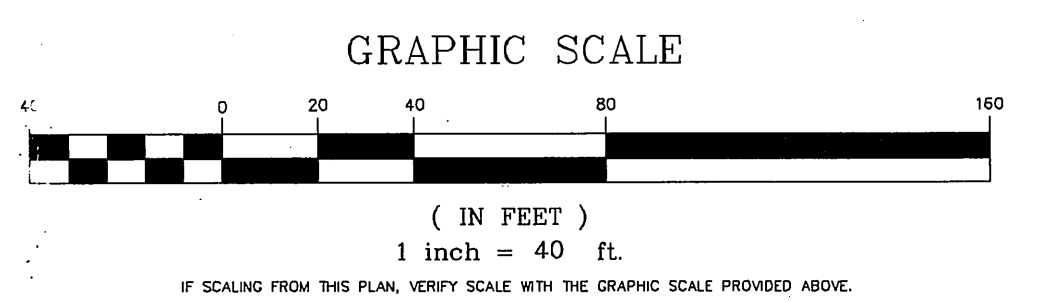 GRAPHIC SCALE
0 20 40 80 160
( IN FEET )
1 inch = 40 ft.
IF SCALING FROM THIS PLAN, VERIFY SCALE WITH THE GRAPHIC SCALE PROVIDED ABOVE.